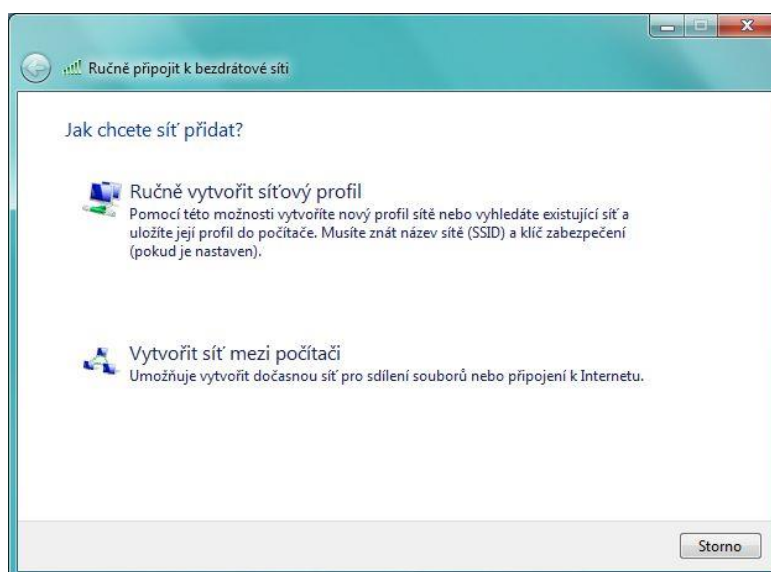 Ručně připojit k bezdrátové síti
Jak chcete síť přidat?
Ručně vytvořit síťový profil
Pomocí této možnosti vytvoříte nový profil sítě nebo vyhledáte existující síť a
uložíte její profil do počítače. Musíte znát název sítě (SSID) a klíč zabezpečení
(pokud je nastaven).
Vytvořit síť mezi počítači
Umožňuje vytvořit dočasnou síť pro sdílení souborů nebo připojení k Internetu.
Storno